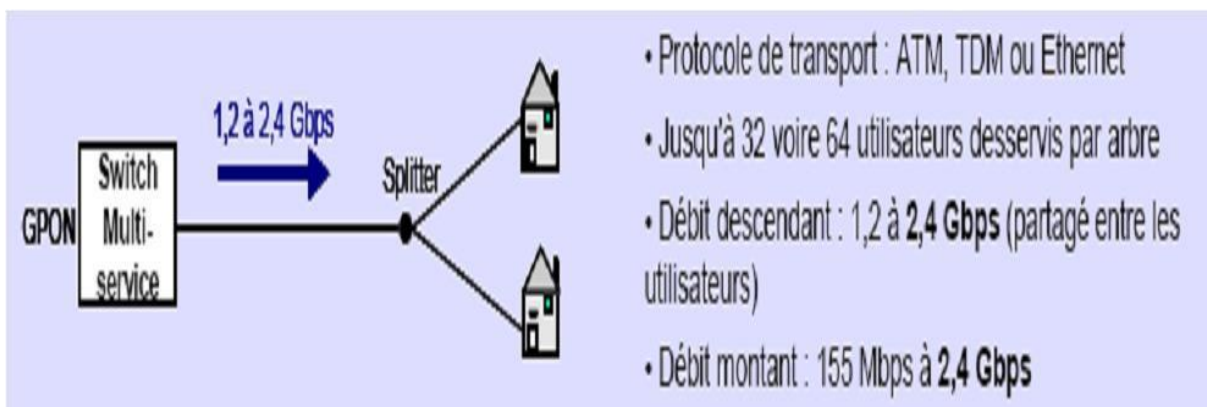 GPON
Switch
Multi-
service
1,2 à 2,4 Gbps
Splitter
• Protocole de transport : ATM, TDM ou Ethernet
• Jusqu'à 32 voire 64 utilisateurs desservis par arbre
• Débit descendant : 1,2 à 2,4 Gbps (partagé entre les
utilisateurs)
• Débit montant : 155 Mbps à 2,4 Gbps